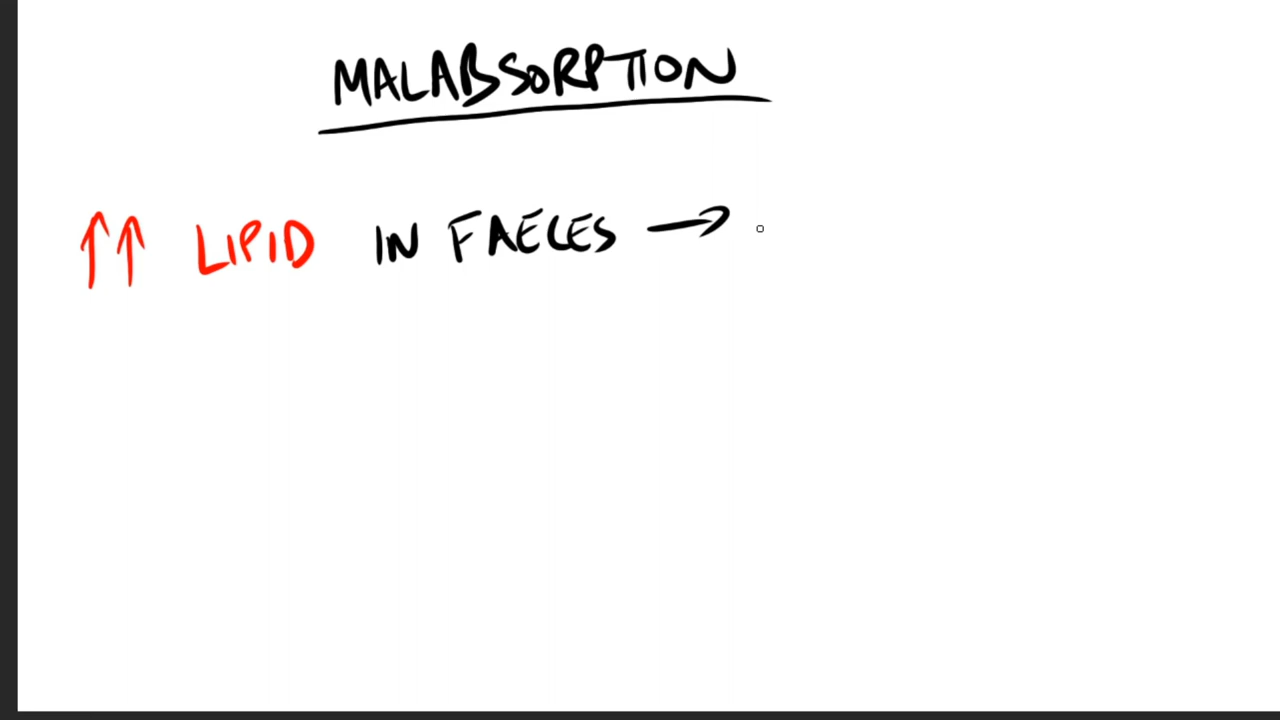 MALABSORPTION
↑↑ LIPID IN FAECES →